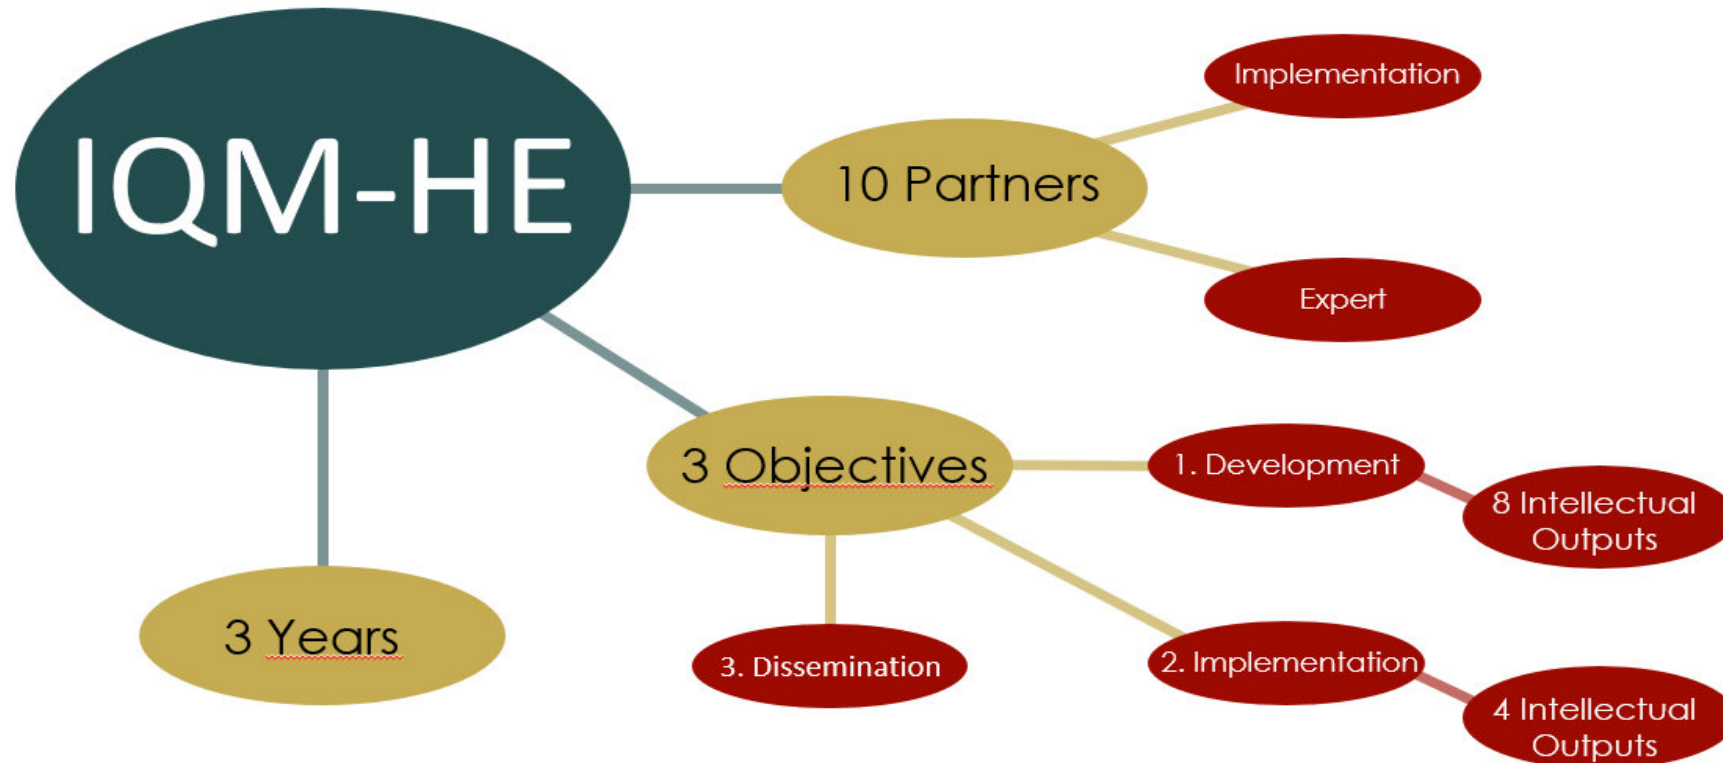 IQM-HE
10 Partners
Implementation
Expert
3 Objectives
1. Development
8 Intellectual
Outputs
2. Implementation
4 Intellectual
Outputs
3. Dissemination
3 Years